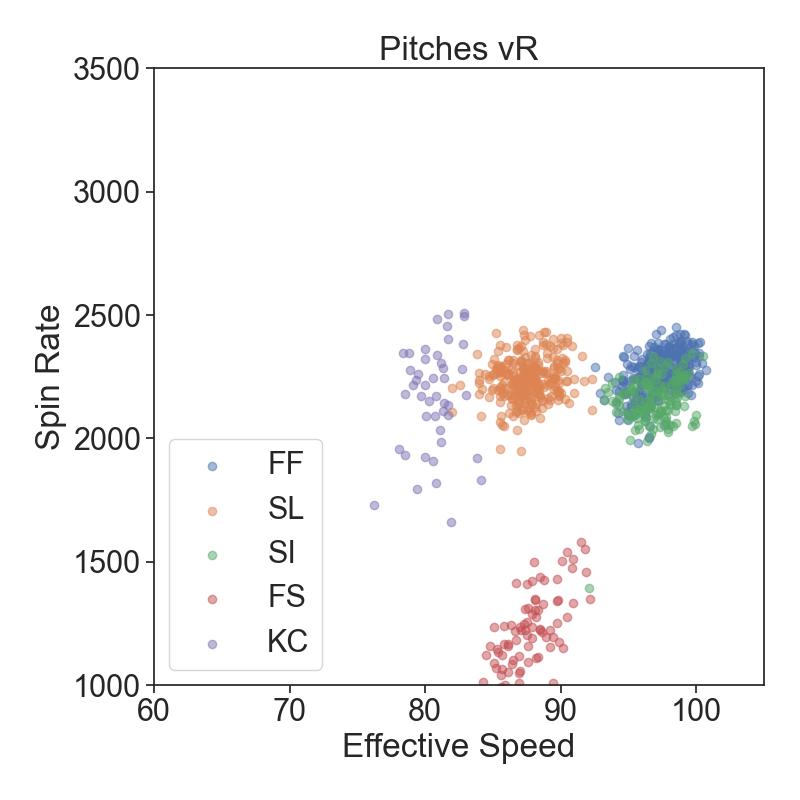 Pitches vR
3500
3000
2500
2000
1500
1000
Spin Rate
FF
SL
SI
FS
KC
60 70 80 90 100
Effective Speed